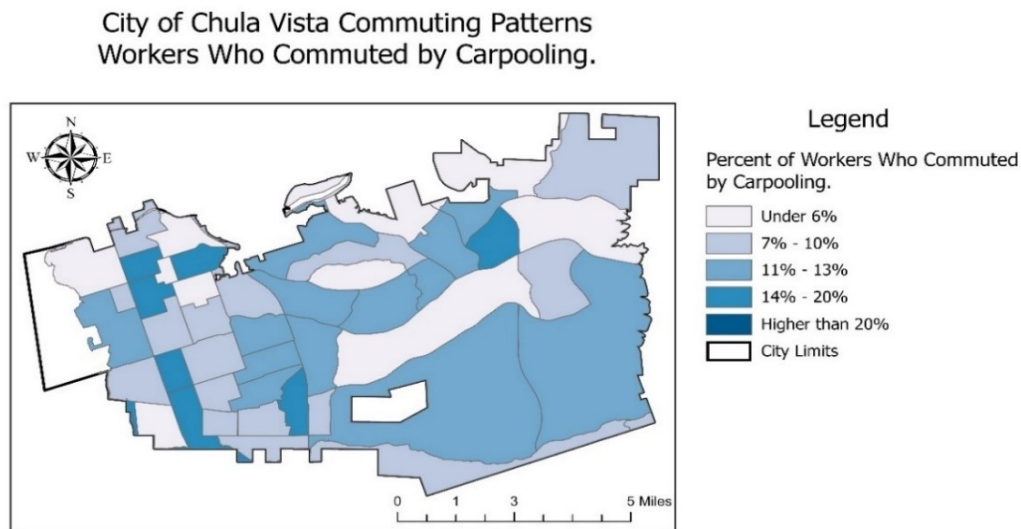 City of Chula Vista Commuting Patterns
Workers Who Commuted by Carpooling.
N
W E
S
Legend
Percent of Workers Who Commuted
by Carpooling.
Under 6%
7% - 10%
11% - 13%
14% - 20%
Higher than 20%
City Limits
0 1 3 5 Miles